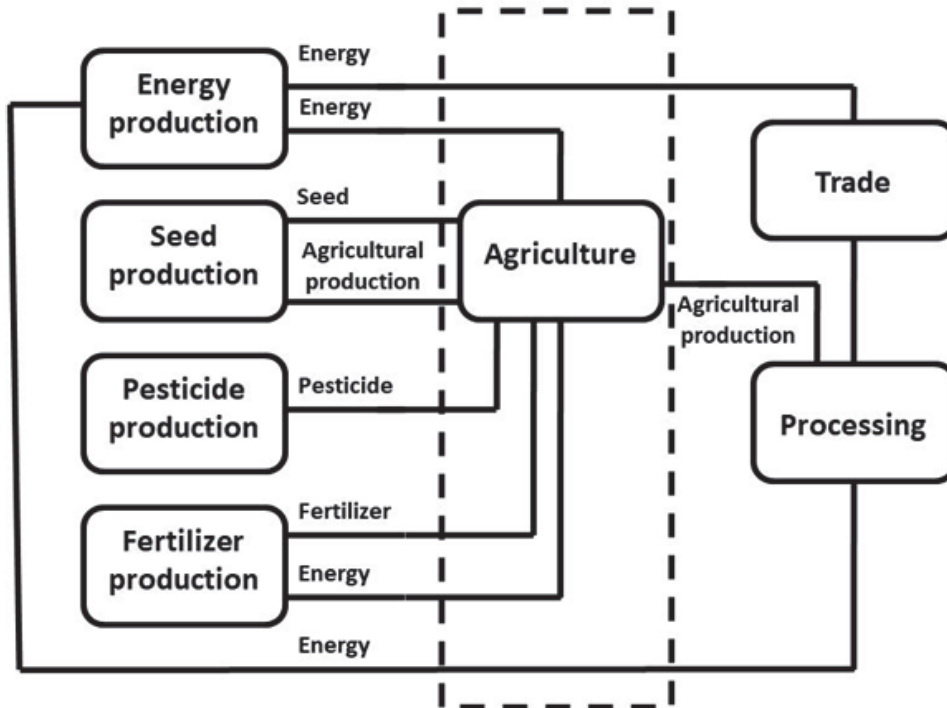 Energy
Energy
production
Energy
Trade
Seed
Seed
production
Agricultural
production
Agriculture
Agricultural
production
Pesticide
production
Pesticide
Processing
Fertilizer
production
Fertilizer
Energy
Energy